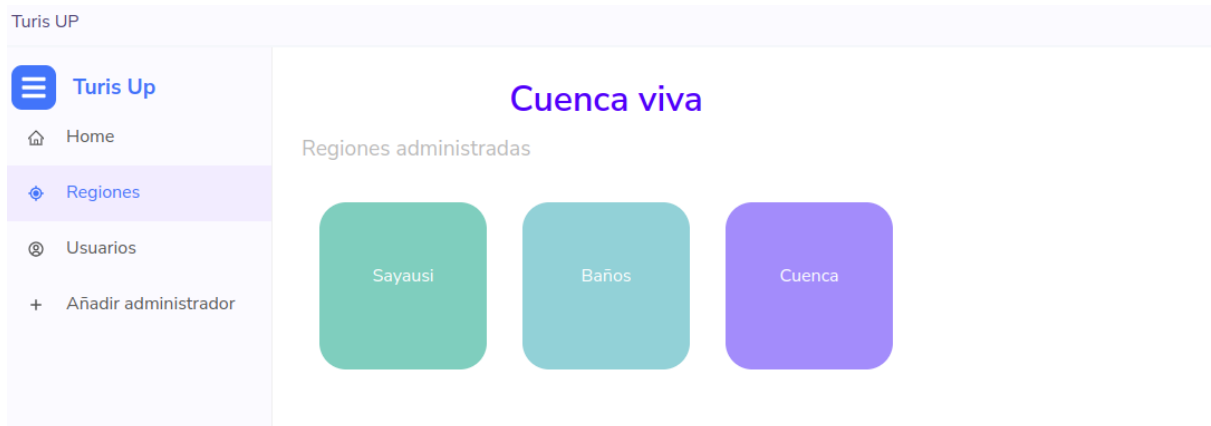 Turis UP
Turis Up
Home
Regiones
Usuarios
Añadir administrador
Cuenca viva
Regiones administradas
Sayausi
Baños
Cuenca